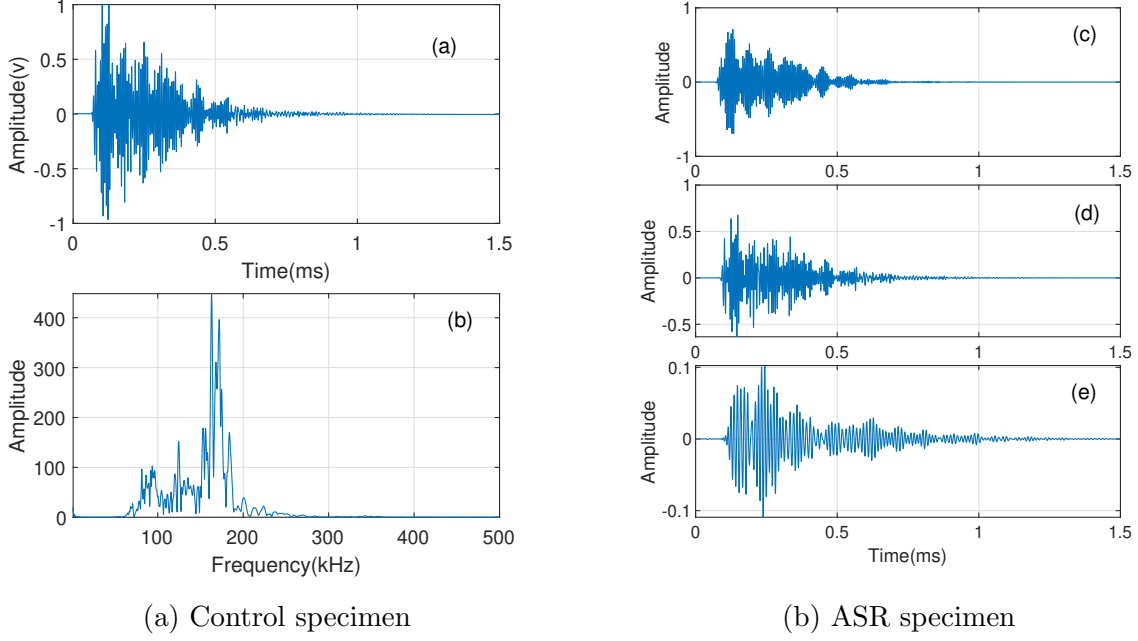 (a)
Amplitude(v)
1
0.5
0
-0.5
-1
0 0.5 1 1.5
Time(ms)
(b)
Amplitude
400
300
200
100
0
100 200 300 400 500
Frequency(kHz)
(a) Control specimen
(c)
Amplitude
1
0
-1
0 0.5 1 1.5
(d)
Amplitude
1
0.5
0
-0.5
0 0.5 1 1.5
(e)
Amplitude
0.1
0
-0.1
0 0.5 1 1.5
Time(ms)
(b) ASR specimen